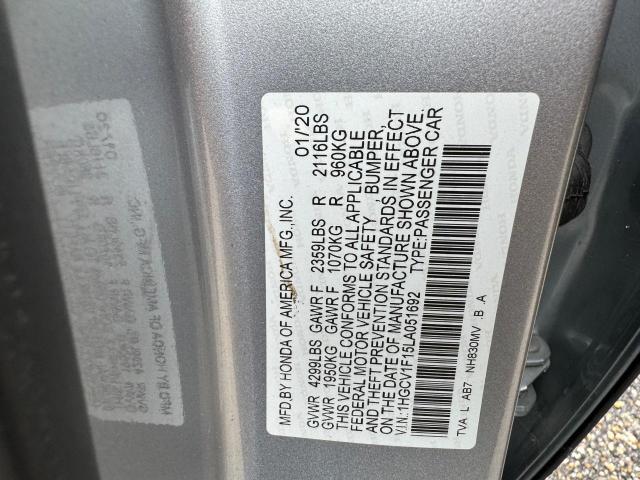 MFD.BY HONDA OF AMERICA MFG.,INC. 01/'20
GVWR 4299LBS GAWR F 2359LBS R 2116LBS
GVWR 1950KG GAWR F 1070KG R 960KG
THIS VEHICLE CONFORMS TO ALL APPLICABLE
FEDERAL MOTOR VEHICLE SAFETY , BUMPER,
AND THEFT PREVENTION STANDARDS IN EFFECT
ON THE DATE OF MANUFACTURE SHOWN ABOVE.
V.I.N.:1HGCV1F15LA051692 TYPE:PASSENGER CAR
TVA L AB7 NH830MV .B .A